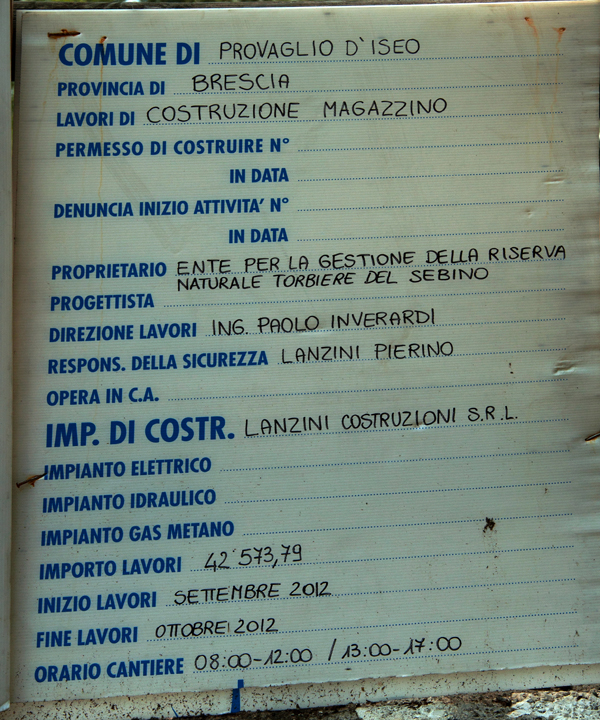 COMUNE DI PROVAGLIO D'ISEO
PROVINCIA DI BRESCIA
LAVORI DI COSTRUZIONE MAGAZZINO
PERMESSO DI COSTRUIRE N°
IN DATA
DENUNCIA INIZIO ATTIVITA' N°
IN DATA
PROPRIETARIO ENTE PER LA GESTIONE DELLA RISERVA
NATURALE TORBIERE DEL SEBINO
PROGETTISTA
DIREZIONE LAVORI ING. PAOLO INVERARDI
RESPONS. DELLA SICUREZZA LANZINI PIERINO
OPERA IN C.A.
IMP. DI COSTR. LANZINI COSTRUZIONI S.R.L.
IMPIANTO ELETTRICO
IMPIANTO IDRAULICO
IMPIANTO GAS METANO
IMPORTO LAVORI 42'573,79
INIZIO LAVORI SETTEMBRE 2012
FINE LAVORI OTTOBRE 2012
ORARIO CANTIERE 08:00-12:00 / 13:00-17:00